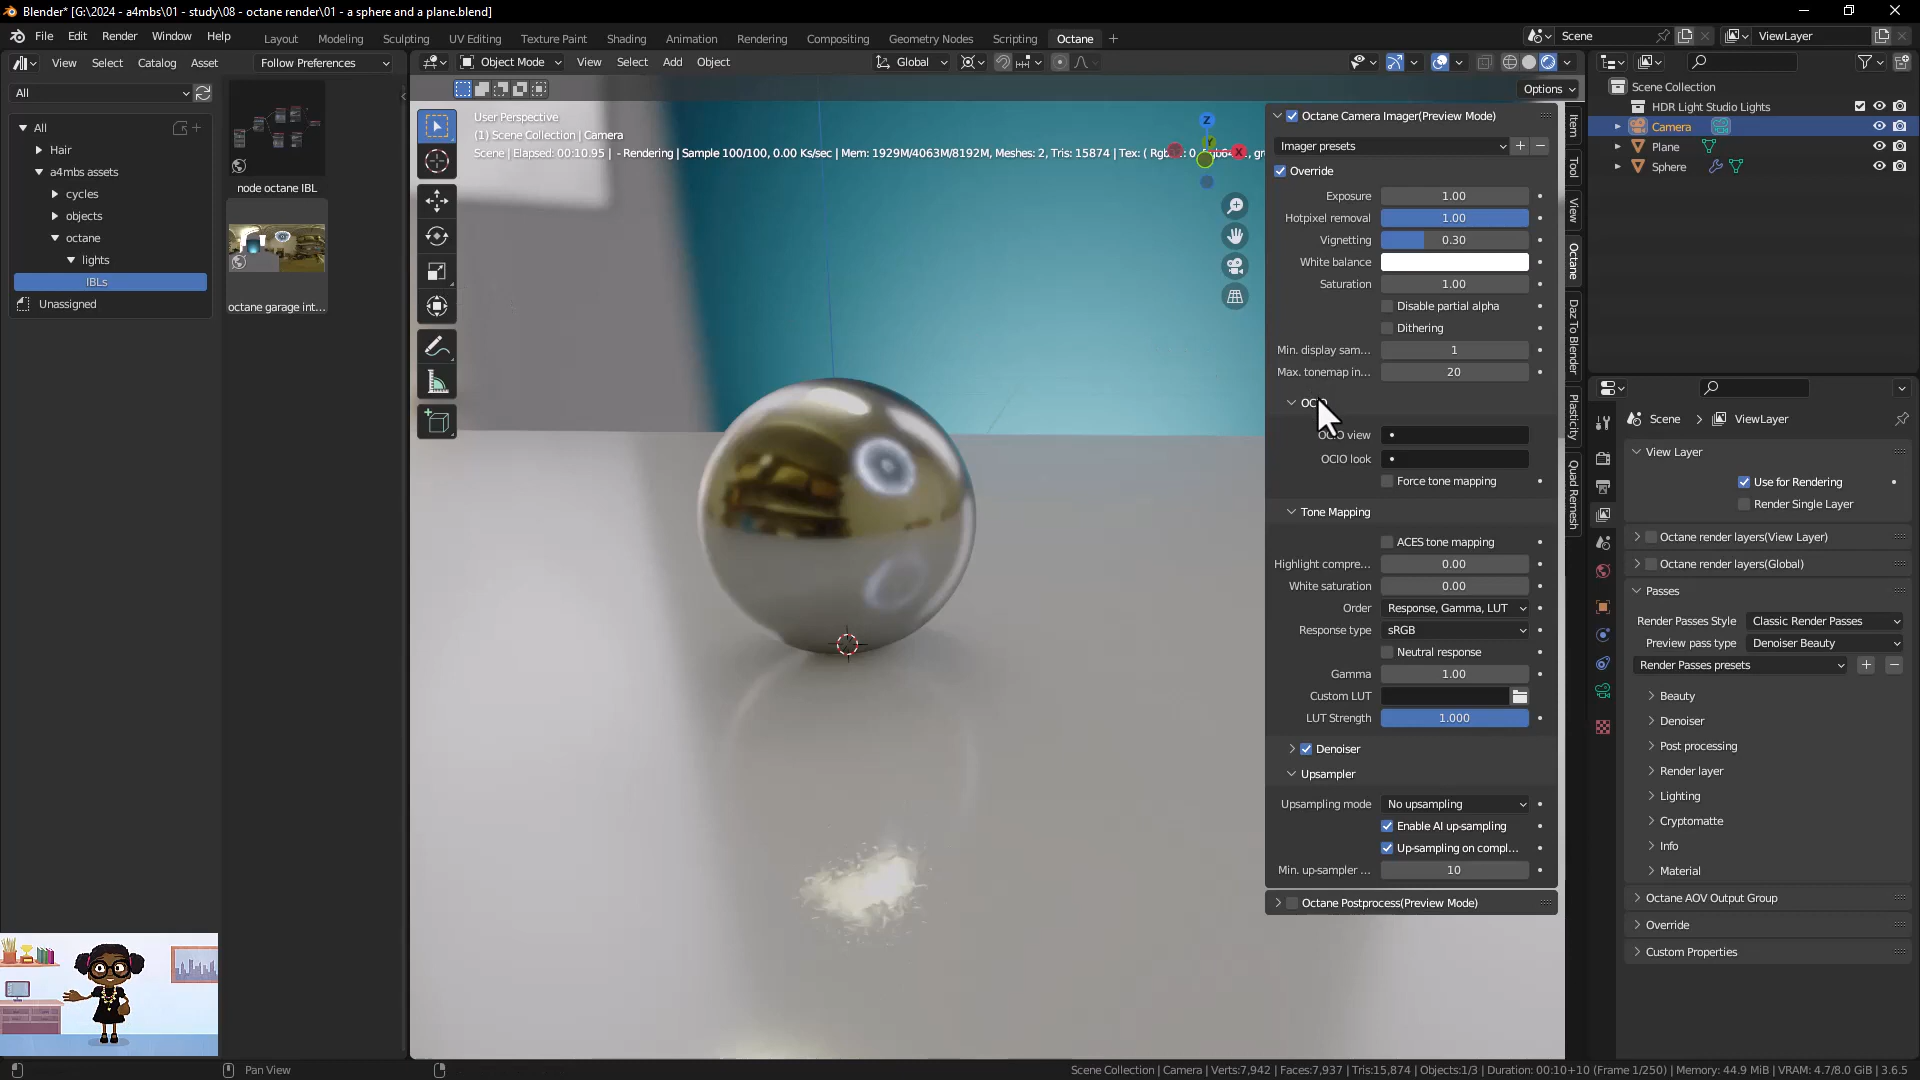 Blender* [G:\2024 - a4mbs\01 - study\08 - octane render\01 - a sphere and a plane.blend]
File Edit Render Window Help
Layout Modeling Sculpting UV Editing Texture Paint Shading Animation Rendering Compositing Geometry Nodes Scripting Octane +
Scene
ViewLayer
View Select Catalog Asset Follow Preferences
All
All
Hair
a4mbs assets
cycles
objects
octane
lights
IBLs
Unassigned
node octane IBL
octane garage int...
Object Mode View Select Add Object Global
Options
User Perspective
(1) Scene Collection | Camera
Scene | Elapsed: 00:10.95 | - Rendering | Sample 100/100, 0.00 Ks/sec | Mem: 1929M/4063M/8192M, Meshes: 2, Tris: 15874 | Tex: ( Rgb
Z
X
Octane Camera Imager(Preview Mode)
Imager presets
Override
Exposure 1.00
Hotpixel removal 1.00
Vignetting 0.30
White balance
Saturation 1.00
Disable partial alpha
Dithering
Min. display sam... 1
Max. tonemap in... 20
OCIO view
OCIO look
Force tone mapping
Tone Mapping
ACES tone mapping
Highlight compre... 0.00
White saturation 0.00
Order Response, Gamma, LUT
Response type sRGB
Neutral response
Gamma 1.00
Custom LUT
LUT Strength 1.000
Denoiser
Upsampler
Upsampling mode No upsampling
Enable AI up-sampling
Up-sampling on compl...
Min. up-sampler ... 10
Octane Postprocess(Preview Mode)
Item
Tool
View
Octane
Daz To Blender
Plasticity
Quad Remesh
Scene Collection
HDR Light Studio Lights
Camera
Plane
Sphere
Scene ViewLayer
View Layer
Use for Rendering
Render Single Layer
Octane render layers(View Layer)
Octane render layers(Global)
Passes
Render Passes Style Classic Render Passes
Preview pass type Denoiser Beauty
Render Passes presets
Beauty
Denoiser
Post processing
Render layer
Lighting
Cryptomatte
Info
Material
Octane AOV Output Group
Override
Custom Properties
Pan View
Scene Collection | Camera | Verts:7,942 | Faces:7,937 | Tris:15,874 | Objects:1/3 | Duration: 00:10+10 (Frame 1/250) | Memory: 44.9 MiB | VRAM: 4.7/8.0 GiB | 3.6.5